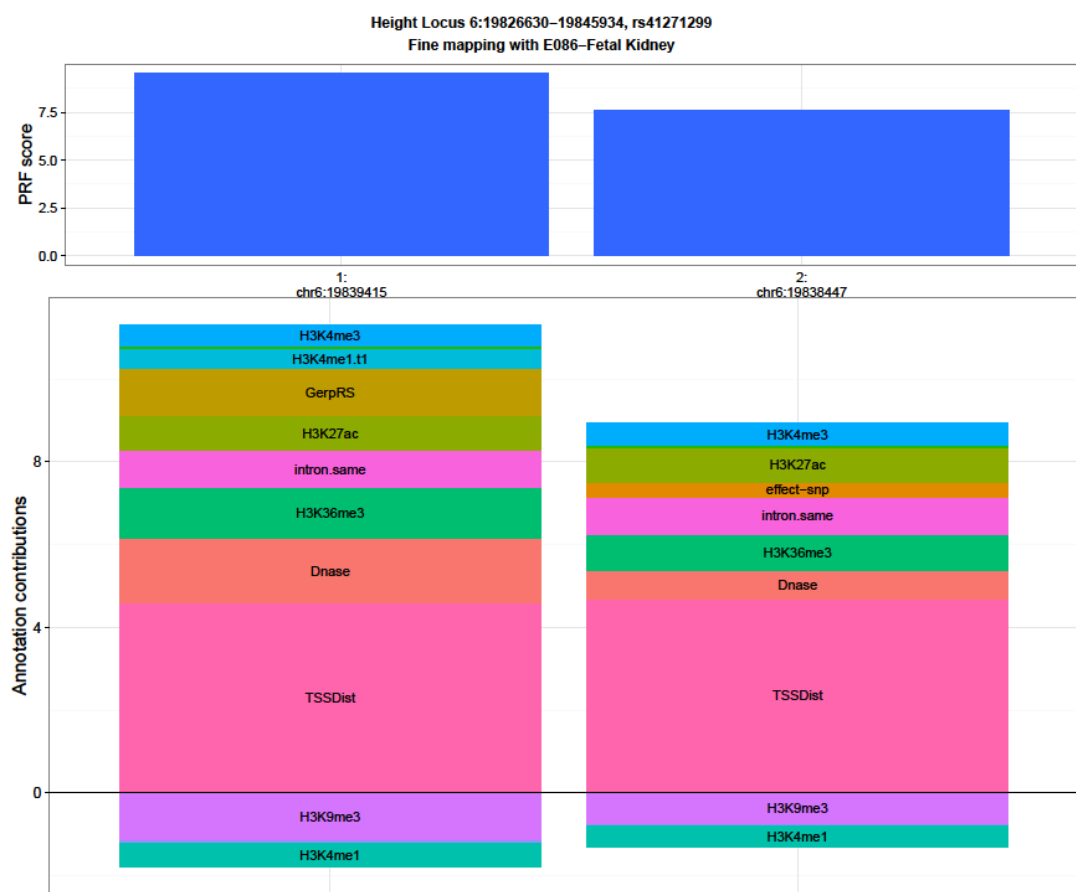 Height Locus 6:19826630–19845934, rs41271299
Fine mapping with E086–Fetal Kidney
PRF score
7.5
5.0
2.5
0.0
1:
chr6:19839415
2:
chr6:19838447
Annotation contributions
8
4
0
H3K4me3
H3K4me1.t1
GerpRS
H3K27ac
intron.same
H3K36me3
Dnase
TSSDist
H3K9me3
H3K4me1
H3K4me3
H3K27ac
effect–snp
intron.same
H3K36me3
Dnase
TSSDist
H3K9me3
H3K4me1